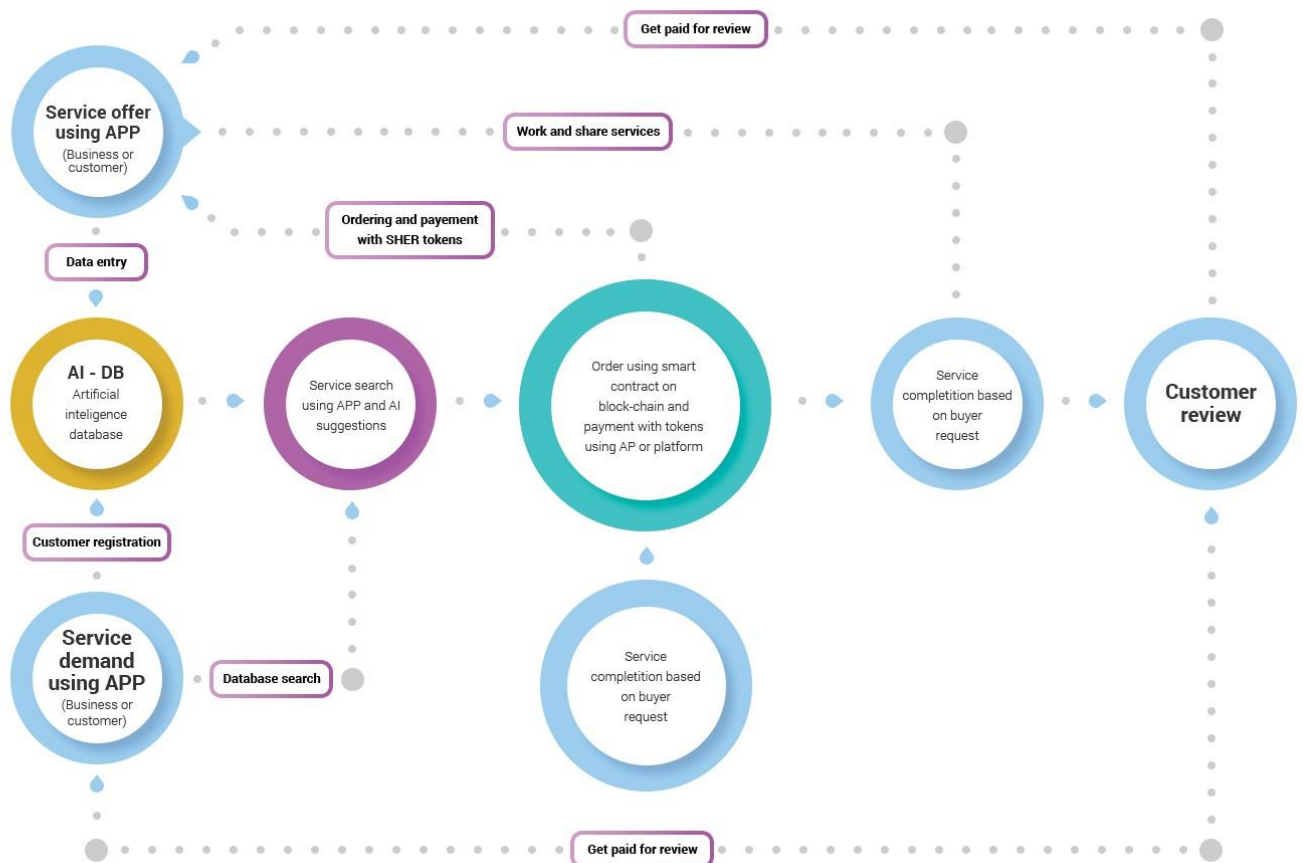 Get paid for review
Service offer
using APP
(Business or
customer)
Work and share services
Ordering and payement
with SHER tokens
Data entry
AI - DB
Artificial
inteligence
database
Service search
using APP and AI
suggestions
Order using smart
contract on
block-chain and
payment with tokens
using AP or platform
Service
completition based
on buyer
request
Customer
review
Customer registration
Service
demand
using APP
(Business or
customer)
Database search
Service
completition based
on buyer
request
Get paid for review